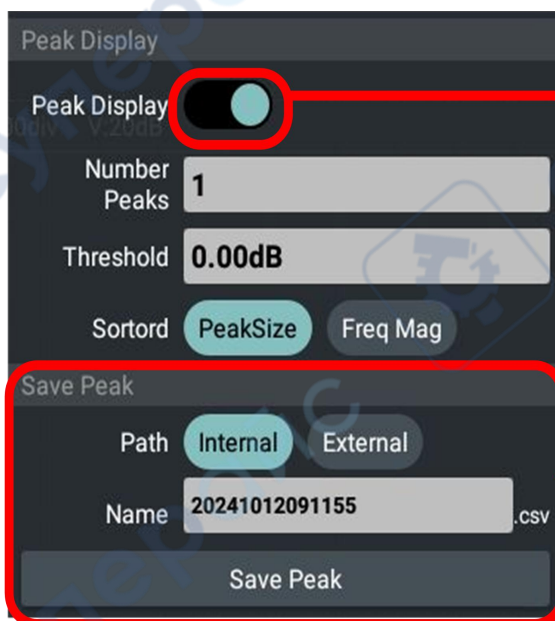 Peak Display
Peak Display
Number
Peaks
1
Threshold
0.00dB
Sortord
PeakSize
Freq Mag
Save Peak
Path
Internal
External
Name
20241012091155
.csv
Save Peak